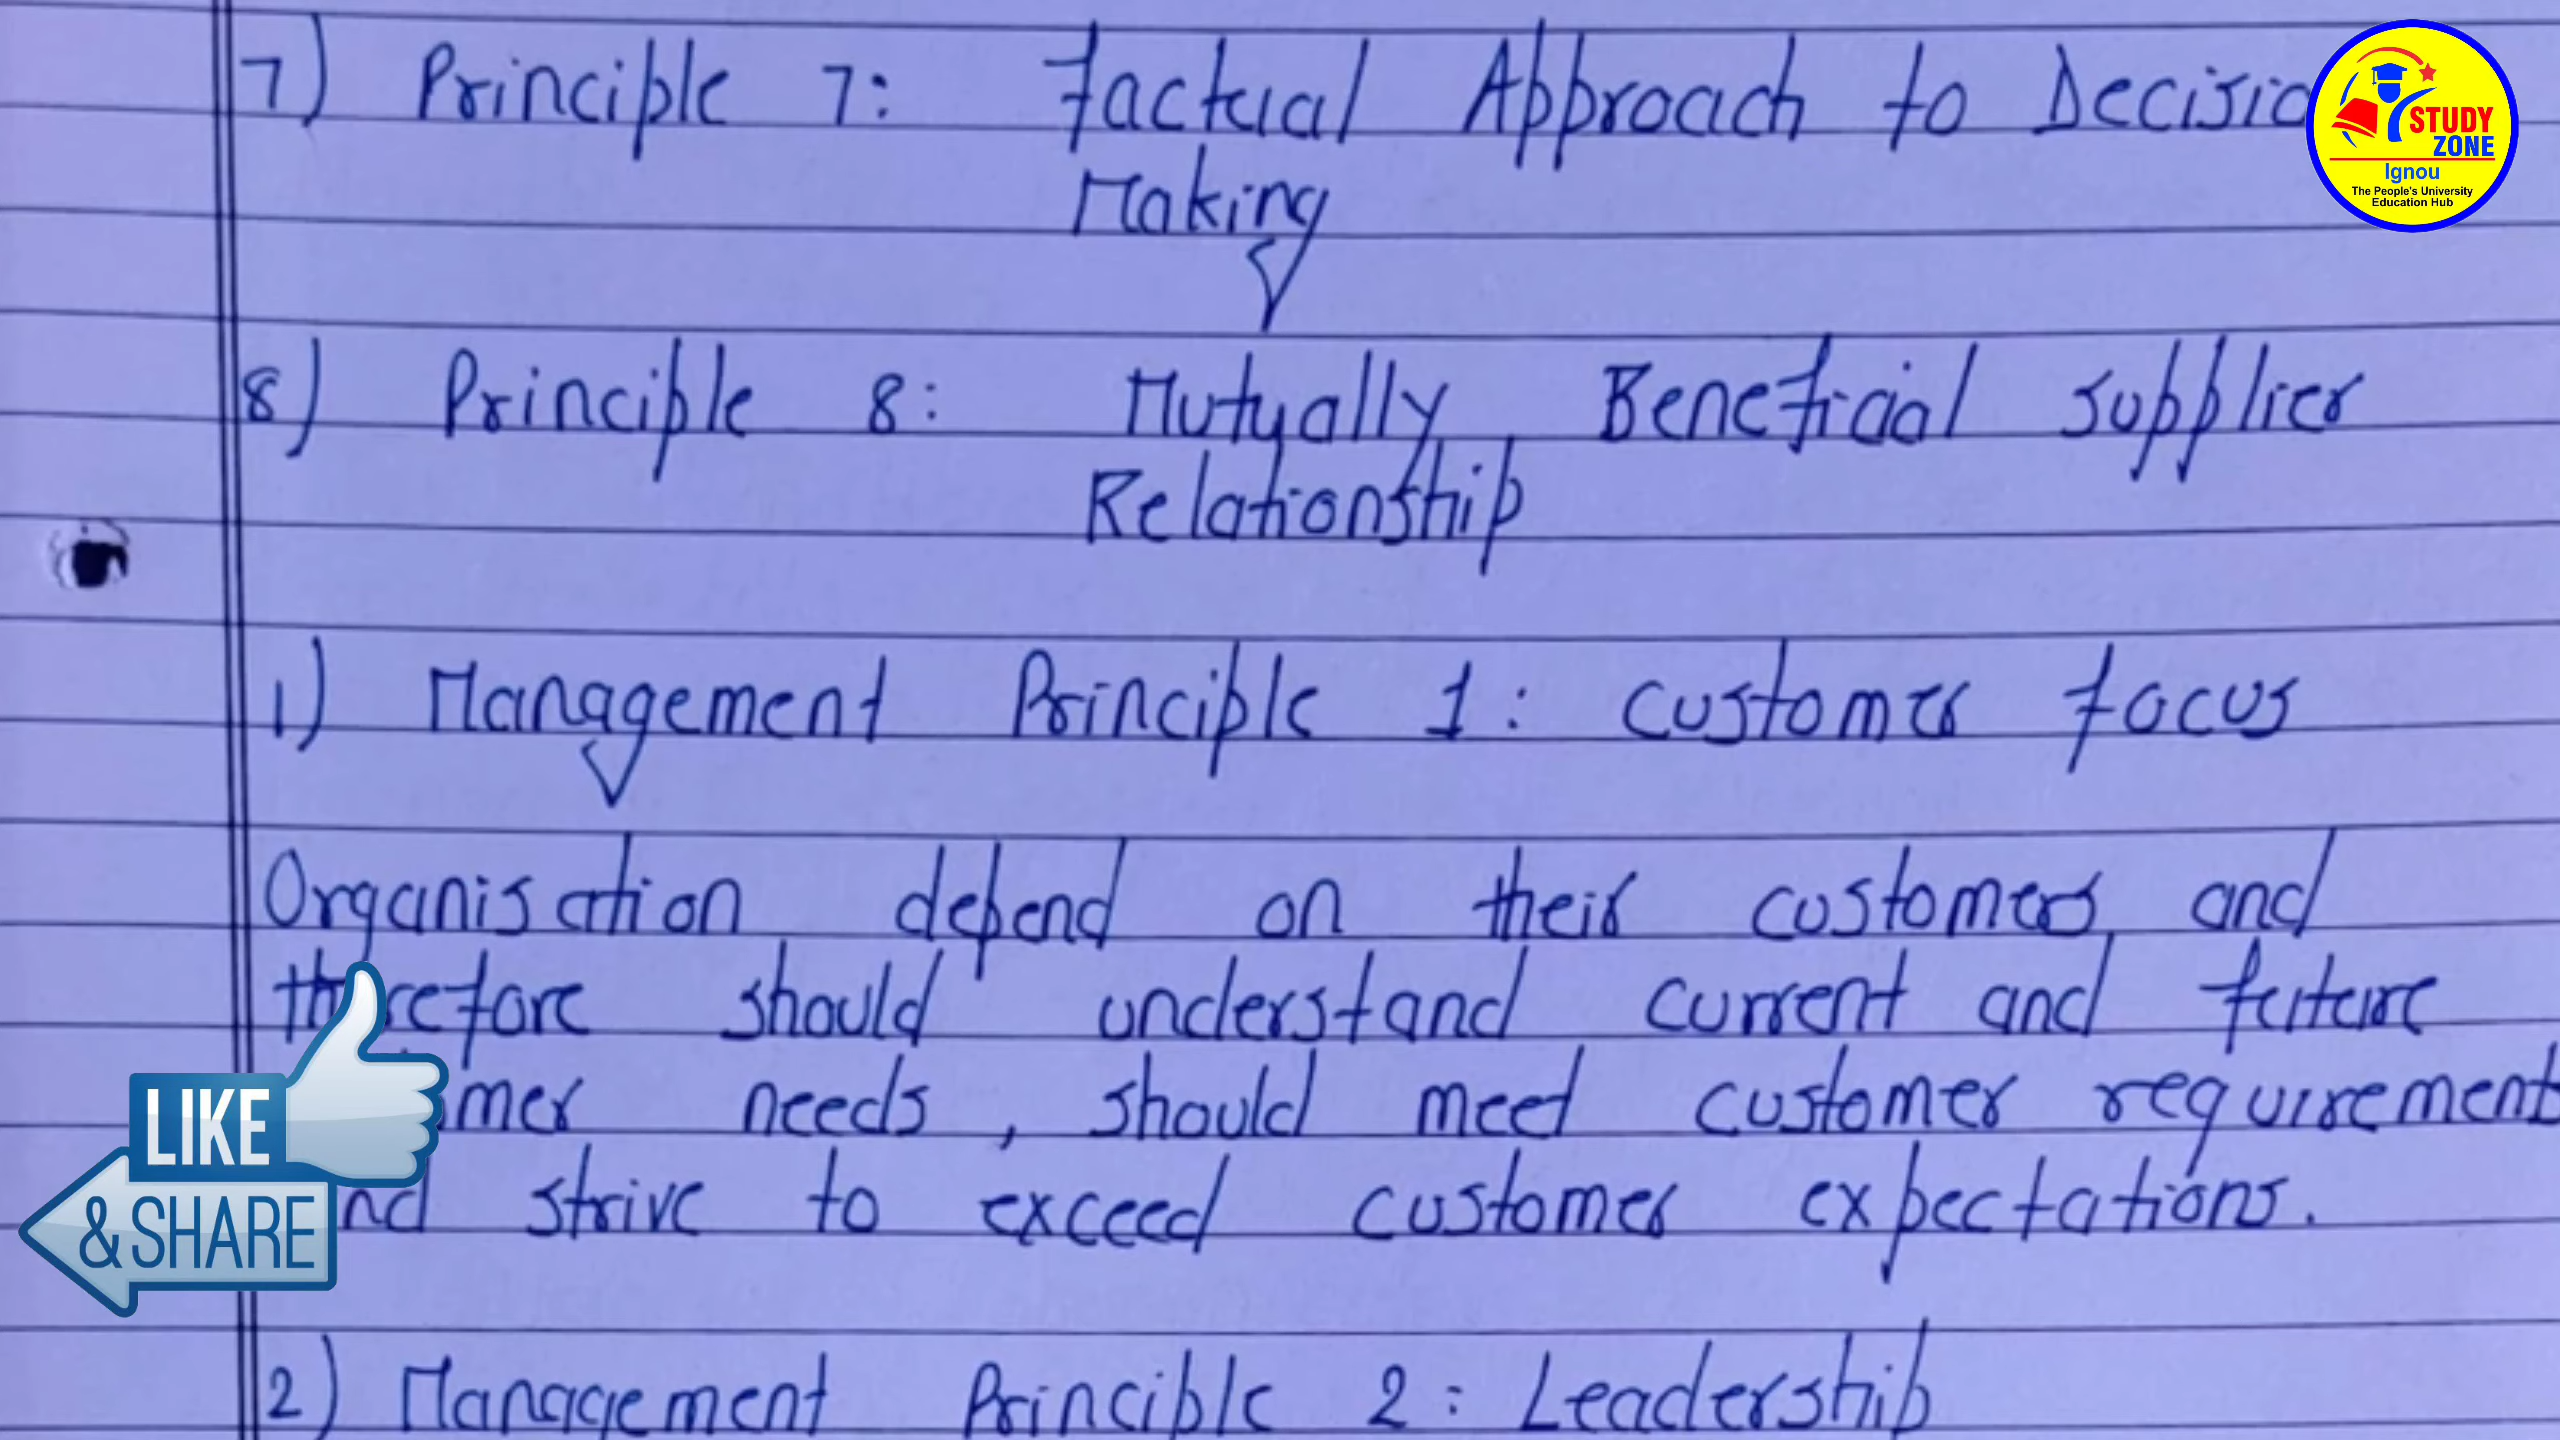 7) Principle 7: Factual Approach to Decisio
Making
8) Principle 8: Mutyally Beneficial Supplier
Relationship
1) Management Principle 1: Customer focus
Organisation depend on their customers and
therefore should understand current and future
mer needs, should meet customer requirement
and strive to exceed customer expectations.
2) Management Principle 2: Leadership
STUDY
ZONE
Ignou
The People's University
Education Hub
LIKE
& SHARE